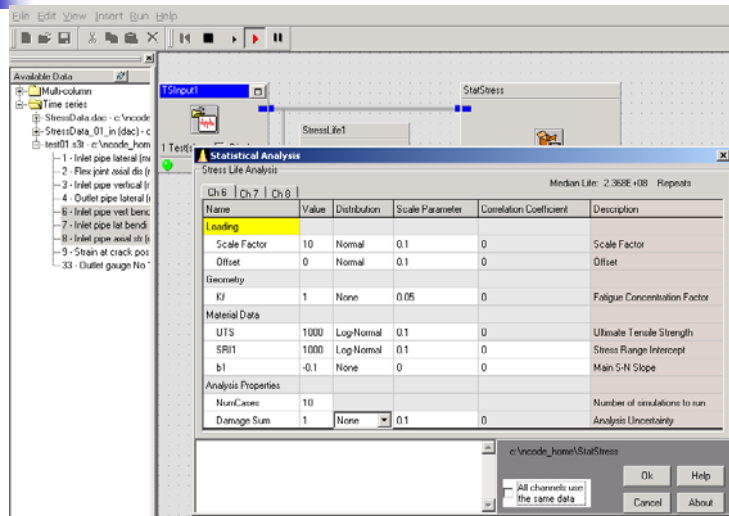 File Edit View Insert Run Help
Available Data
Multi-column
Time series
StressData.dac - c:\ncode
StressData_01_in (dac) - c
test01.s3t - c:\ncode_hom
1 - Inlet pipe lateral (m
2 - Flex joint axial dis (r
3 - Inlet pipe vertical (r
4 - Outlet pipe lateral (r
6 - Inlet pipe vert benc
7 - Inlet pipe lat bendi
8 - Inlet pipe axial str (u
9 - Strain at crack pos
33 - Outlet gauge No
TSInput1
StatStress
StressLife1
1 Test(s
Statistical Analysis
Stress Life Analysis
Median Life: 2.368E+08 Repeats
Ch 6 Ch 7 Ch 8
Name Value Distribution Scale Parameter Correlation Coefficient Description
Loading
Scale Factor 10 Normal 0.1 0 Scale Factor
Offset 0 Normal 0.1 0 Offset
Geometry
Kf 1 None 0.05 Fatigue Concentration Factor
Material Data
UTS 1000 Log-Normal 0.1 Ultimate Tensile Strength
SRI1 1000 Log-Normal 0.1 0 Stress Range Intercept
b1 -0.1 None 0 0 Main S-N Slope
Analysis Properties
NumCases 10 Number of simulations to run
Damage Sum 1 None 0.1 0 Analysis Uncertainty
c:\ncode_home\StatStress
All channels use
the same data
Ok Help
Cancel About